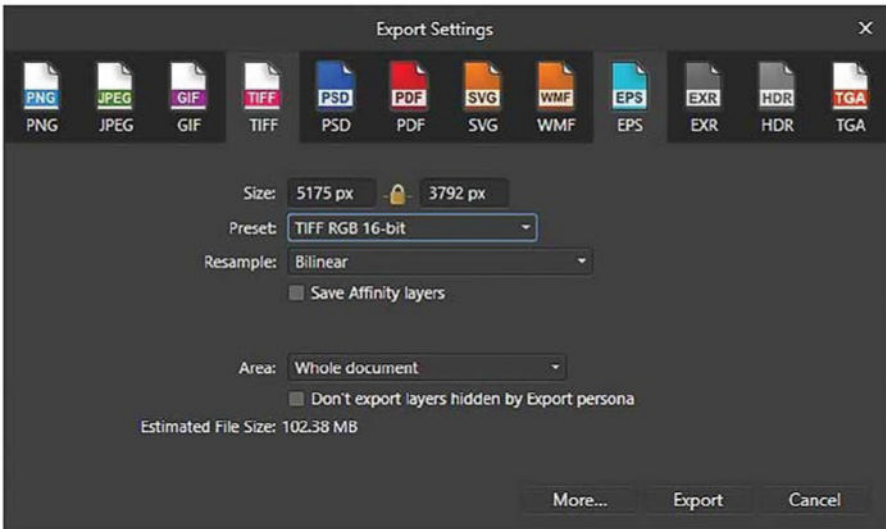 Export Settings ×
PNG JPEG GIF TIFF PSD PDF SVG WMF EPS EXR HDR TGA
PNG JPEG GIF TIFF PSD PDF SVG WMF EPS EXR HDR TGA
Size: 5175 px 3792 px
Preset: TIFF RGB 16-bit
Resample: Bilinear
Save Affinity layers
Area: Whole document
Don't export layers hidden by Export persona
Estimated File Size: 102.38 MB
More... Export Cancel